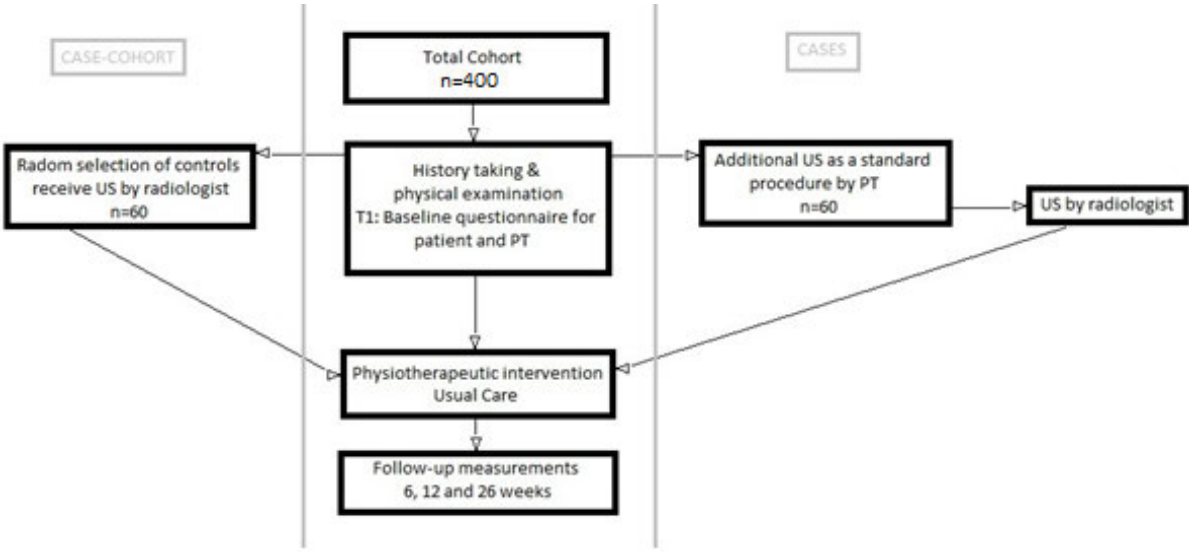 CASE-COHORT
Total Cohort
n=400
CASES
Radom selection of controls
receive US by radiologist
n=60
History taking &
physical examination
T1: Baseline questionnaire for
patient and PT
Additional US as a standard
procedure by PT
n=60
US by radiologist
Physiotherapeutic intervention
Usual Care
Follow-up measurements
6, 12 and 26 weeks